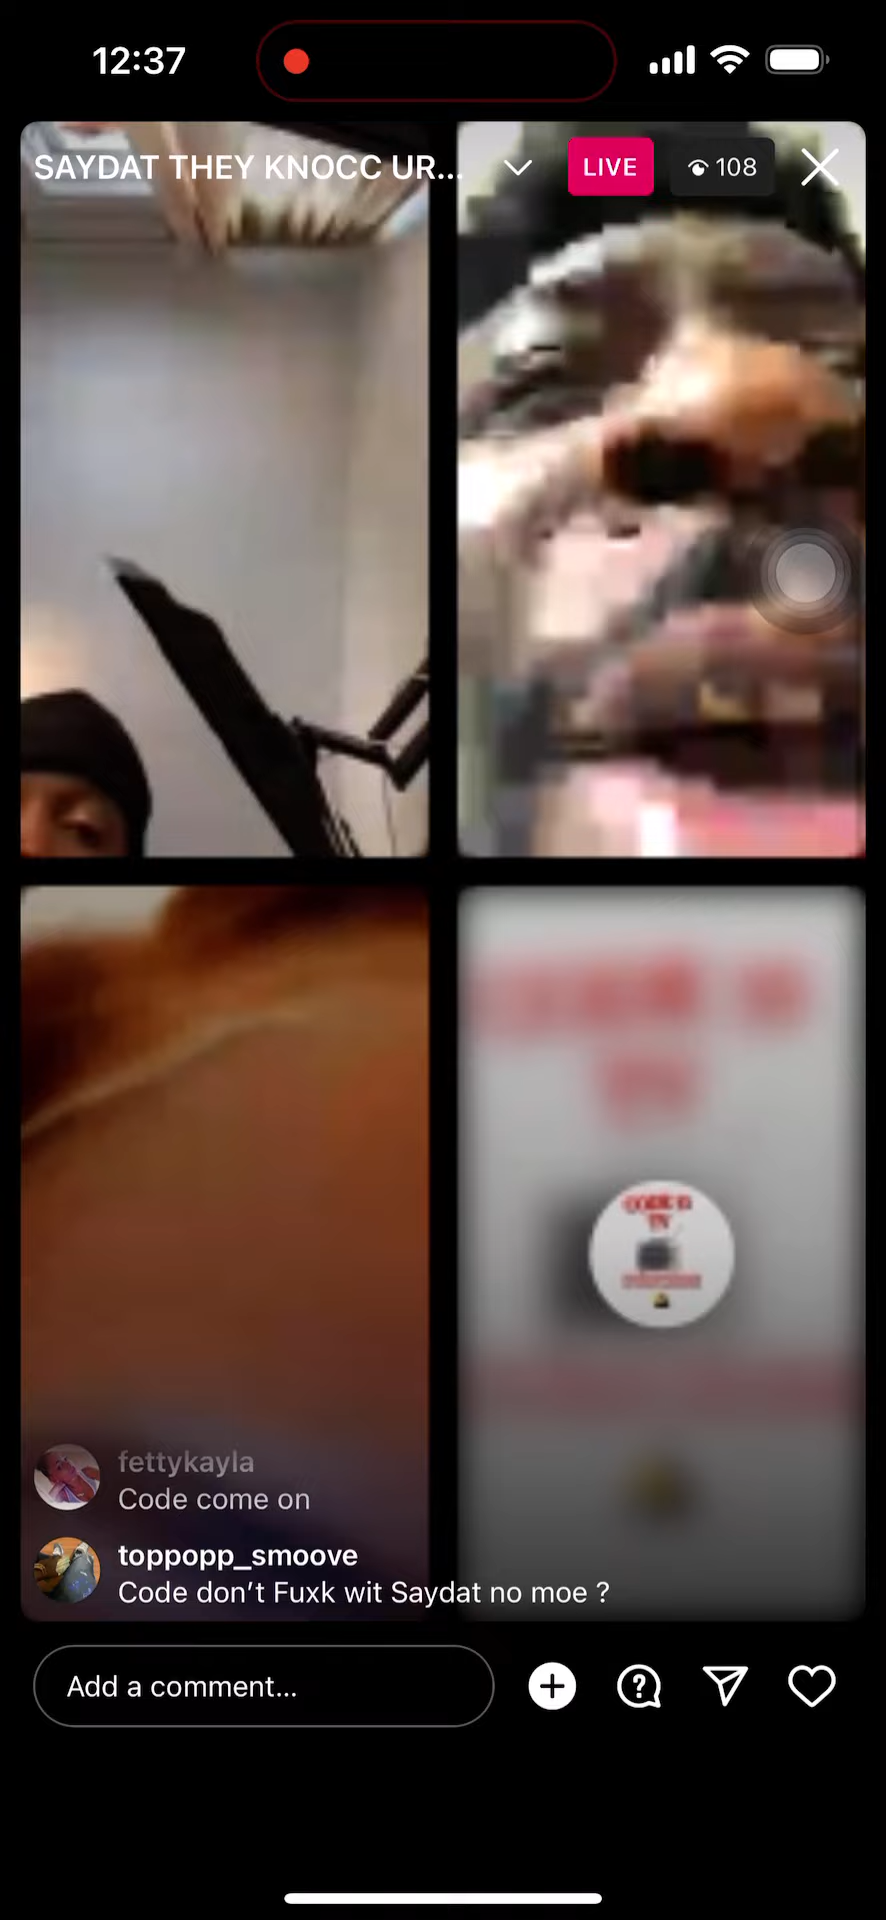 12:37
SAYDAT THEY KNOCC UR...
LIVE
108
TV
fettykayla
Code come on
toppopp_smoove
Code don’t Fuxk wit Saydat no moe ?
Add a comment...